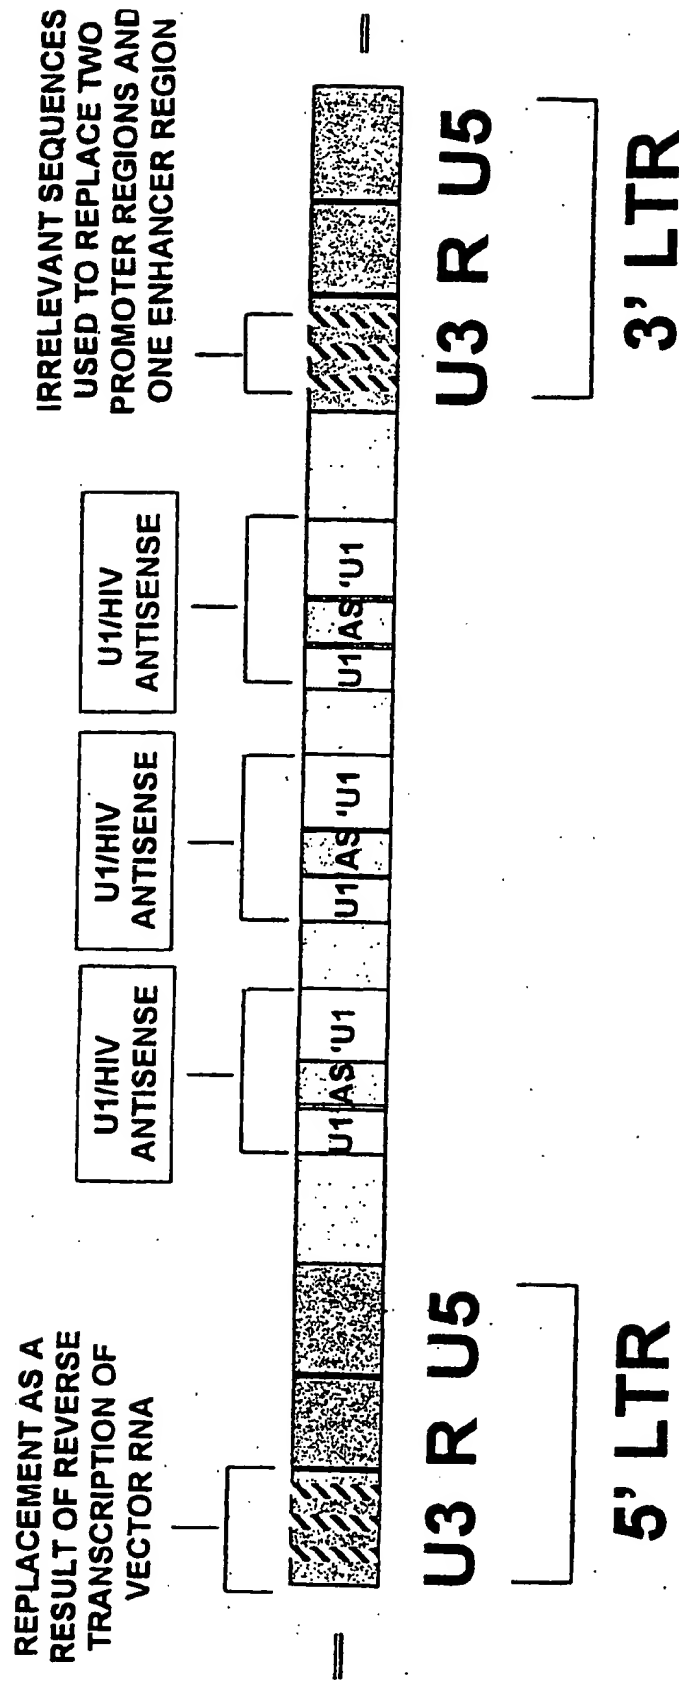 REPLACEMENT AS A
RESULT OF REVERSE
TRANSCRIPTION OF
VECTOR RNA
U1/HIV
ANTISENSE
U1/HIV
ANTISENSE
U1/HIV
ANTISENSE
IRRELEVANT SEQUENCES
USED TO REPLACE TWO
PROMOTER REGIONS AND
ONE ENHANCER REGION
U1 AS 'U1
U1 AS 'U1
U1 AS 'U1
U3 R U5
U3 R U5
5' LTR
3' LTR